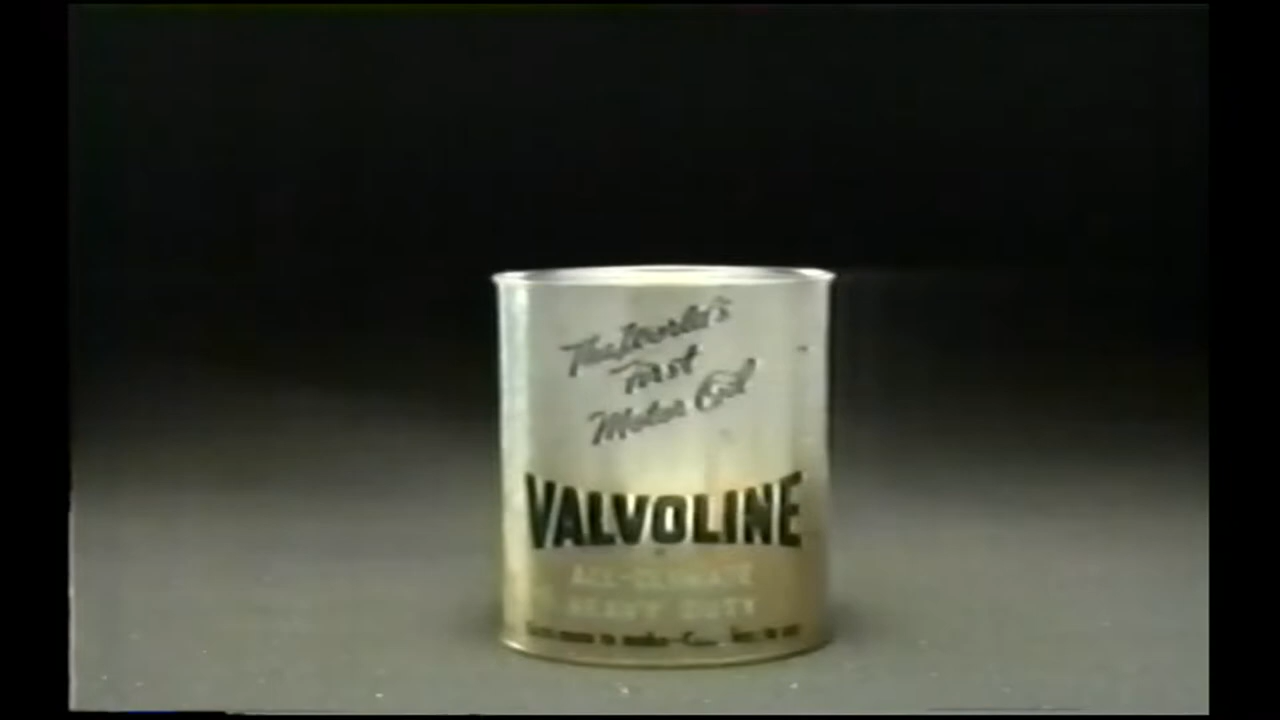 The World's
First
Motor Oil
VALVOLINE
ALL-CLIMATE
HEAVY DUTY